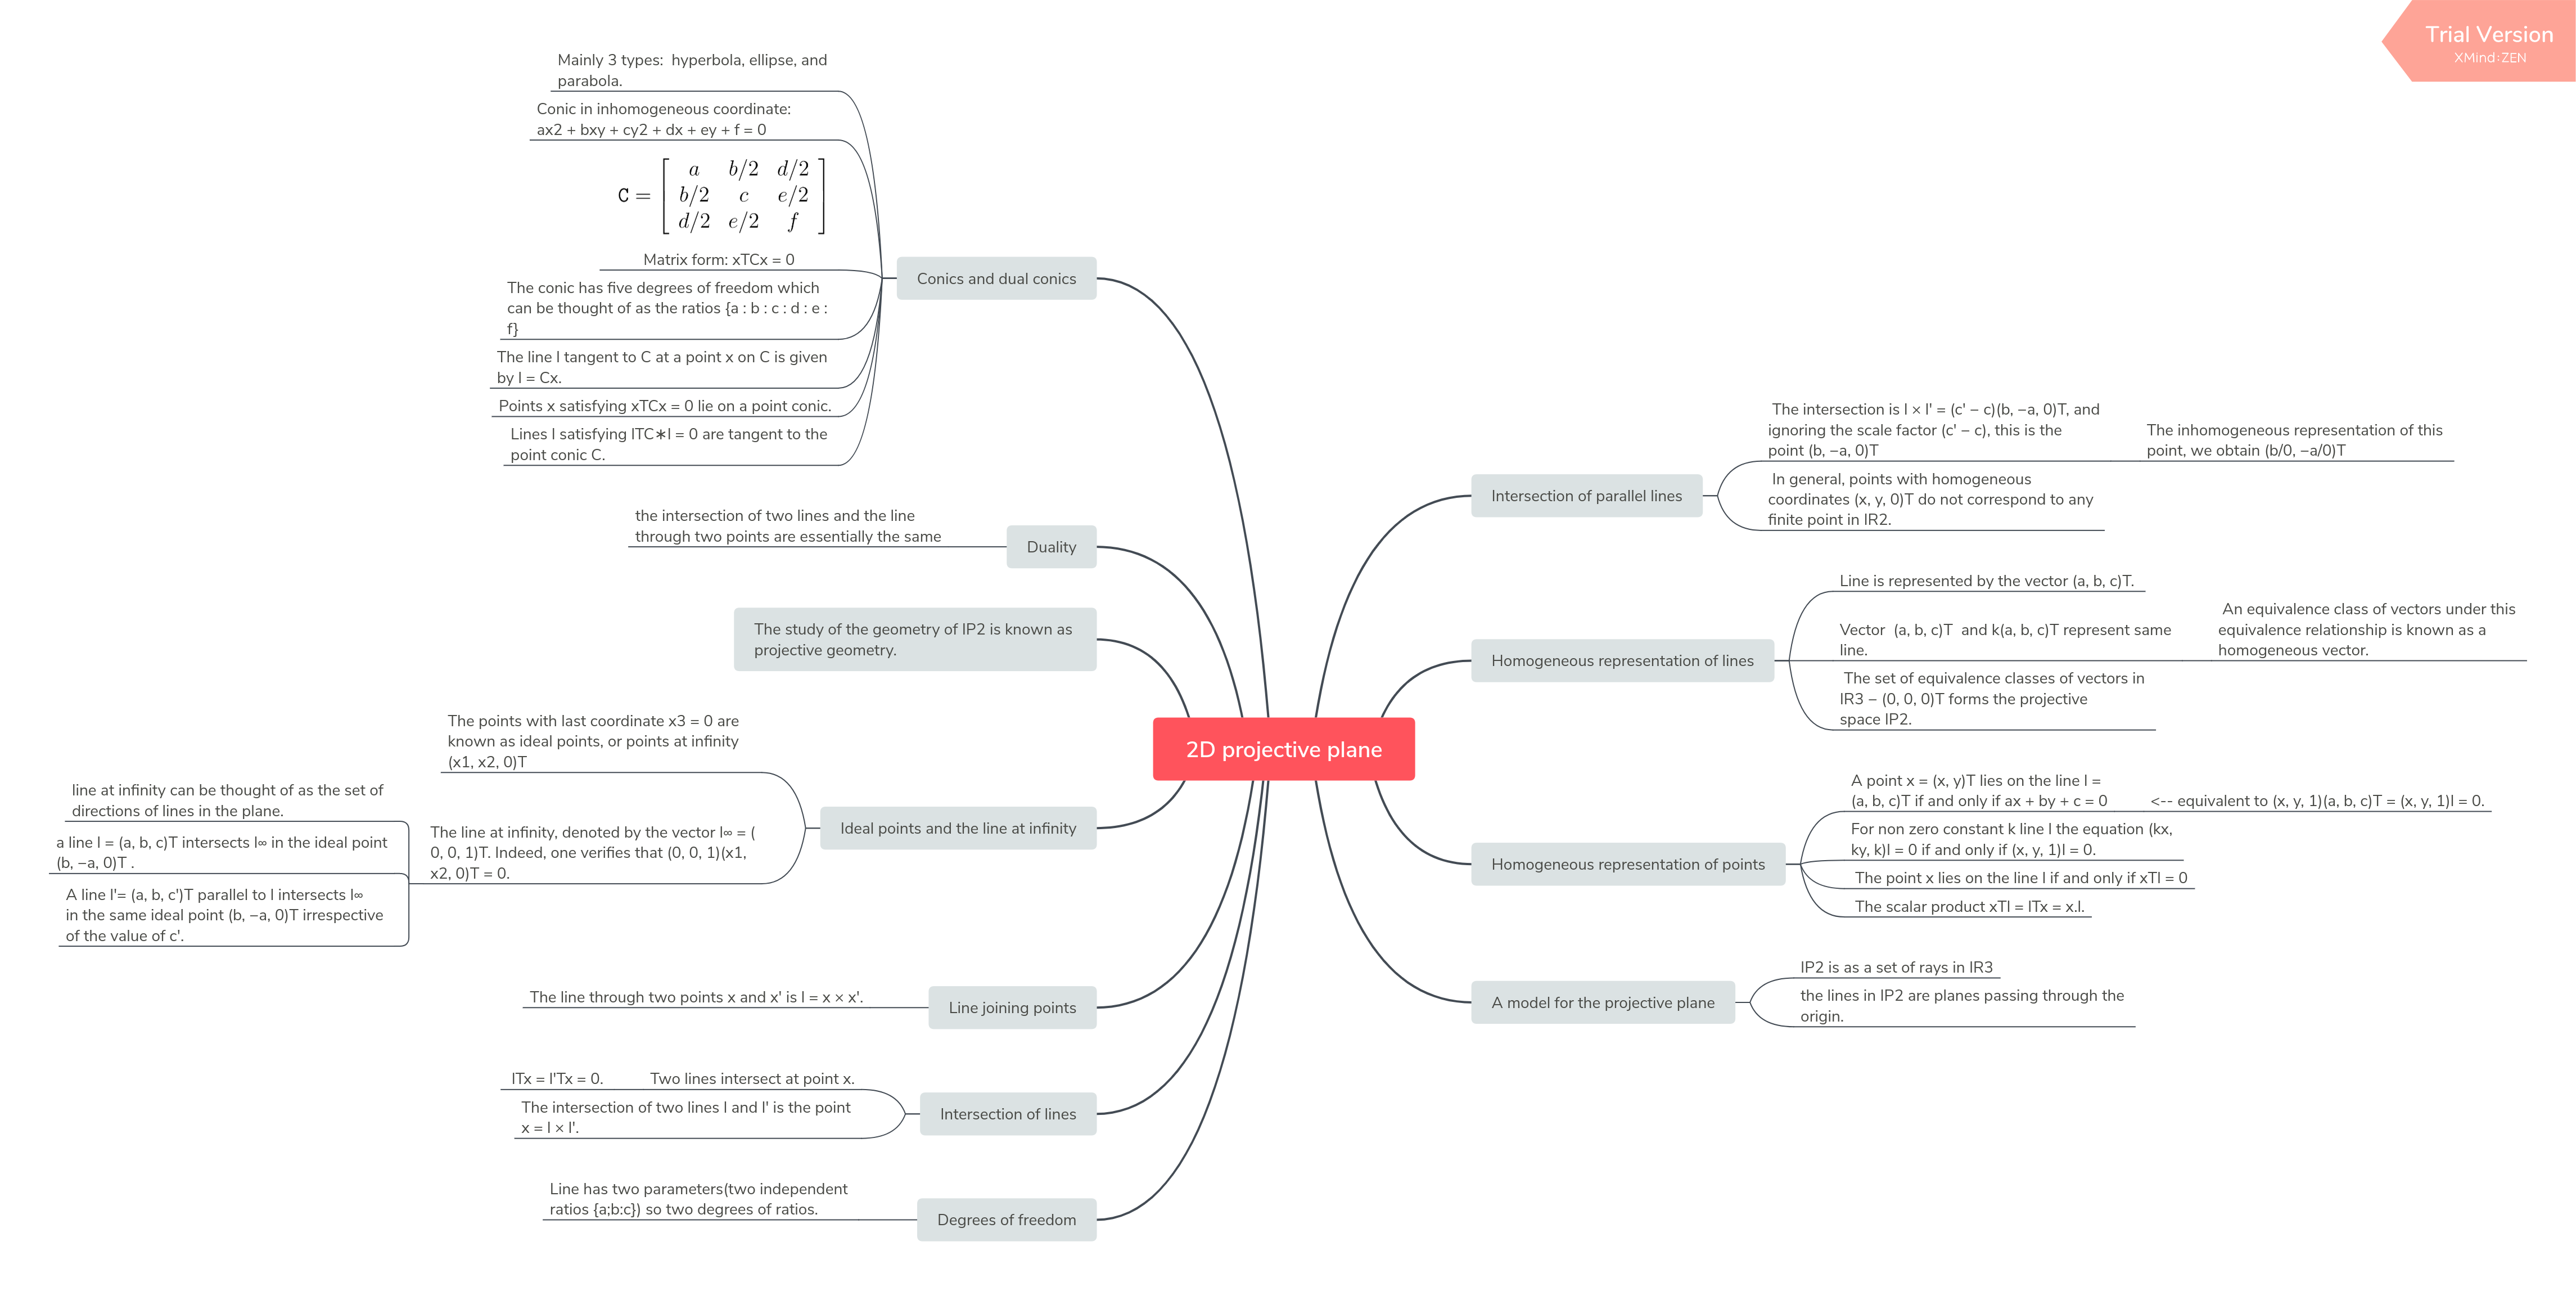 Trial Version
XMind:ZEN
2D projective plane
Intersection of parallel lines
The intersection is l × l' = (c' − c)(b, −a, 0)T, and
ignoring the scale factor (c' − c), this is the
point (b, −a, 0)T
The inhomogeneous representation of this
point, we obtain (b/0, −a/0)T
In general, points with homogeneous
coordinates (x, y, 0)T do not correspond to any
finite point in IR2.
Homogeneous representation of lines
Line is represented by the vector (a, b, c)T.
Vector  (a, b, c)T  and k(a, b, c)T represent same
line.
An equivalence class of vectors under this
equivalence relationship is known as a
homogeneous vector.
The set of equivalence classes of vectors in
IR3 − (0, 0, 0)T forms the projective
space IP2.
Homogeneous representation of points
A point x = (x, y)T lies on the line l =
(a, b, c)T if and only if ax + by + c = 0
<-- equivalent to (x, y, 1)(a, b, c)T = (x, y, 1)l = 0.
For non zero constant k line l the equation (kx,
ky, k)l = 0 if and only if (x, y, 1)l = 0.
The point x lies on the line l if and only if xTl = 0
The scalar product xTl = lTx = x.l.
A model for the projective plane
IP2 is as a set of rays in IR3
the lines in IP2 are planes passing through the
origin.
Conics and dual conics
Mainly 3 types:  hyperbola, ellipse, and
parabola.
Conic in inhomogeneous coordinate:
ax2 + bxy + cy2 + dx + ey + f = 0
a b/2 d/2
C = b/2 c e/2
d/2 e/2 f
Matrix form: xTCx = 0
The conic has five degrees of freedom which
can be thought of as the ratios {a : b : c : d : e :
f}
The line l tangent to C at a point x on C is given
by l = Cx.
Points x satisfying xTCx = 0 lie on a point conic.
Lines l satisfying lTC∗l = 0 are tangent to the
point conic C.
Duality
the intersection of two lines and the line
through two points are essentially the same
The study of the geometry of IP2 is known as
projective geometry.
Ideal points and the line at infinity
The points with last coordinate x3 = 0 are
known as ideal points, or points at infinity
(x1, x2, 0)T
The line at infinity, denoted by the vector l∞ = (
0, 0, 1)T. Indeed, one verifies that (0, 0, 1)(x1,
x2, 0)T = 0.
line at infinity can be thought of as the set of
directions of lines in the plane.
a line l = (a, b, c)T intersects l∞ in the ideal point
(b, −a, 0)T .
A line l'= (a, b, c')T parallel to l intersects l∞
in the same ideal point (b, −a, 0)T irrespective
of the value of c'.
Line joining points
The line through two points x and x' is l = x × x'.
Intersection of lines
Two lines intersect at point x.
lTx = l'Tx = 0.
The intersection of two lines l and l' is the point
x = l × l'.
Degrees of freedom
Line has two parameters(two independent
ratios {a;b:c}) so two degrees of ratios.